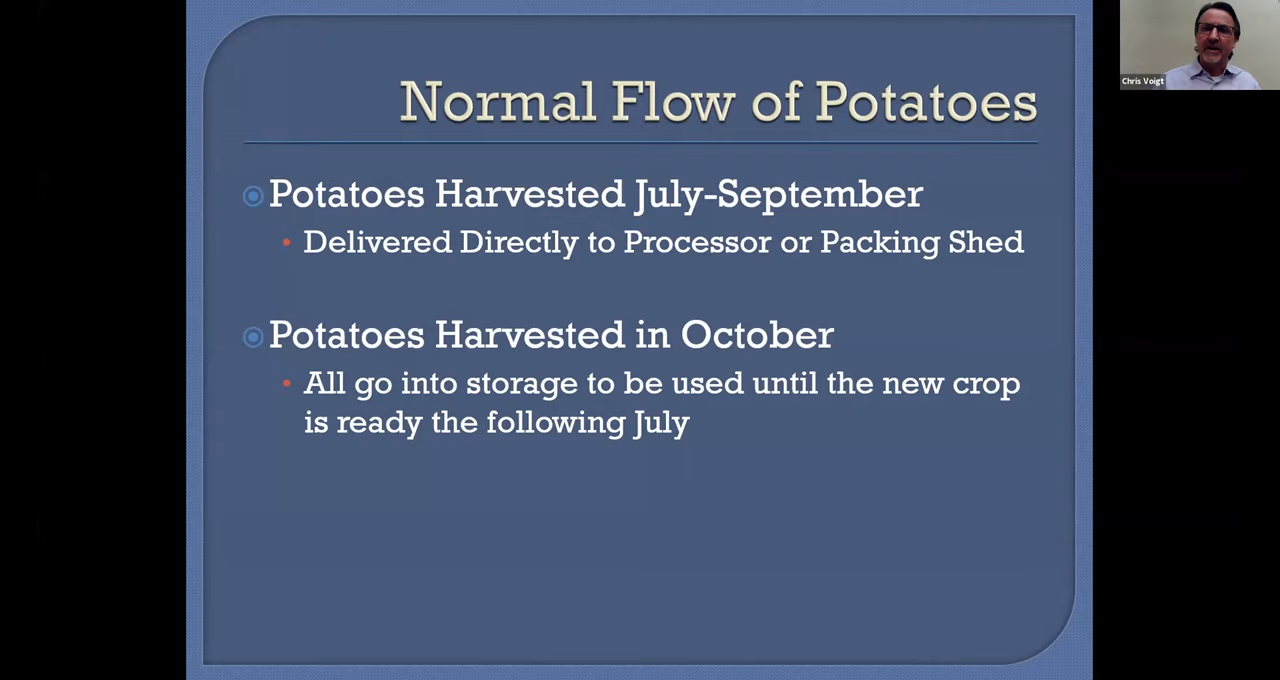 Normal Flow of Potatoes
Potatoes Harvested July-September
Delivered Directly to Processor or Packing Shed
Potatoes Harvested in October
All go into storage to be used until the new crop
is ready the following July
Chris Voigt